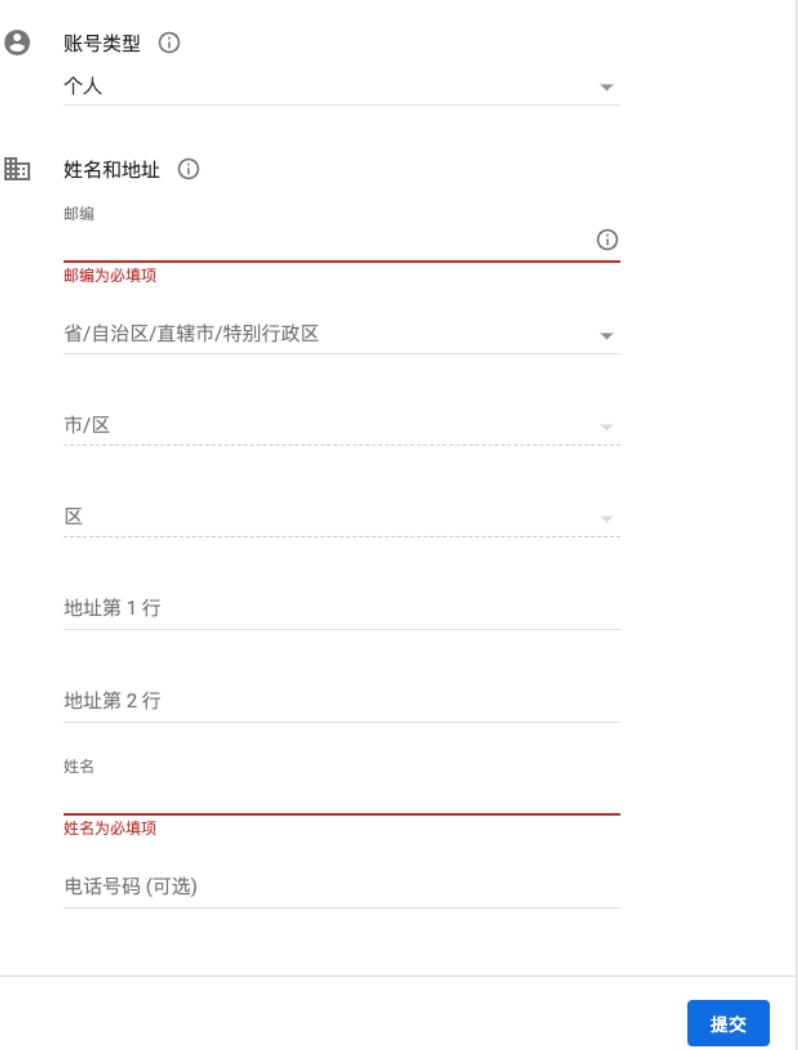 账号类型
个人
姓名和地址
邮编
邮编为必填项
省/自治区/直辖市/特别行政区
市/区
区
地址第 1 行
地址第 2 行
姓名
姓名为必填项
电话号码 (可选)
提交